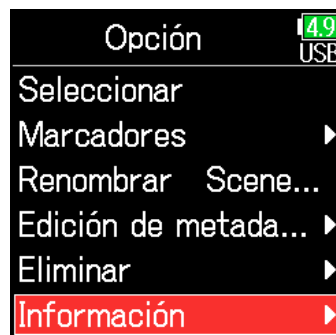 Opción
4.9
USB
Seleccionar
Marcadores
Renombrar Scene...
Edición de metada...
Eliminar
Información